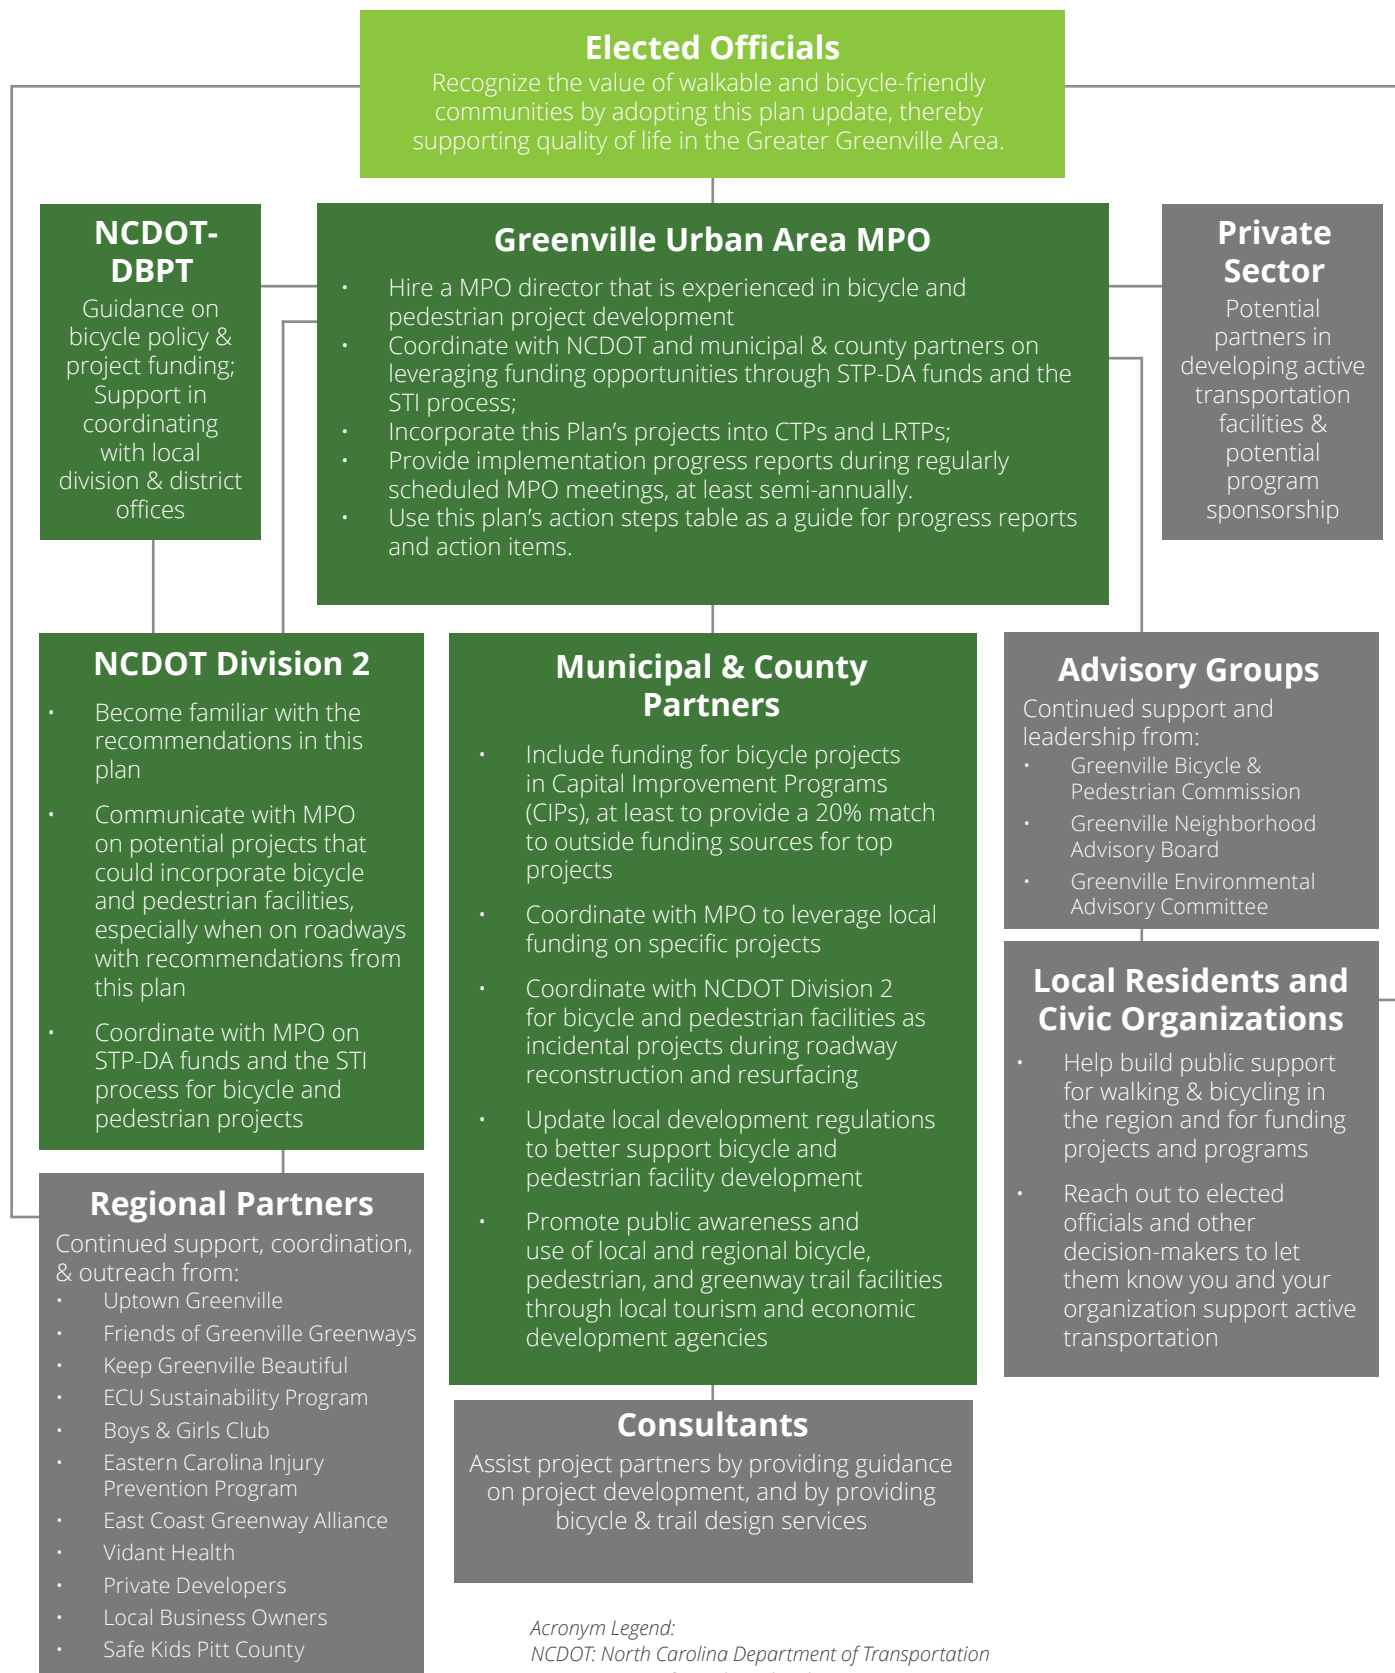 Elected Officials
Recognize the value of walkable and bicycle-friendly
communities by adopting this plan update, thereby
supporting quality of life in the Greater Greenville Area.
NCDOT-
DBPT
Guidance on
bicycle policy &
project funding;
Support in
coordinating
with local
division & district
offices
Greenville Urban Area MPO
• Hire a MPO director that is experienced in bicycle and
pedestrian project development
• Coordinate with NCDOT and municipal & county partners on
leveraging funding opportunities through STP-DA funds and the
STI process;
• Incorporate this Plan's projects into CTPs and LRTPs;
• Provide implementation progress reports during regularly
scheduled MPO meetings, at least semi-annually.
• Use this plan's action steps table as a guide for progress reports
and action items.
Private
Sector
Potential
partners in
developing active
transportation
facilities &
potential
program
sponsorship
NCDOT Division 2
• Become familiar with the
recommendations in this
plan
• Communicate with MPO
on potential projects that
could incorporate bicycle
and pedestrian facilities,
especially when on roadways
with recommendations from
this plan
• Coordinate with MPO on
STP-DA funds and the STI
process for bicycle and
pedestrian projects
Municipal & County
Partners
• Include funding for bicycle projects
in Capital Improvement Programs
(CIPs), at least to provide a 20% match
to outside funding sources for top
projects
• Coordinate with MPO to leverage local
funding on specific projects
• Coordinate with NCDOT Division 2
for bicycle and pedestrian facilities as
incidental projects during roadway
reconstruction and resurfacing
• Update local development regulations
to better support bicycle and
pedestrian facility development
• Promote public awareness and
use of local and regional bicycle,
pedestrian, and greenway trail facilities
through local tourism and economic
development agencies
Advisory Groups
Continued support and
leadership from:
• Greenville Bicycle &
Pedestrian Commission
• Greenville Neighborhood
Advisory Board
• Greenville Environmental
Advisory Committee
Local Residents and
Civic Organizations
• Help build public support
for walking & bicycling in
the region and for funding
projects and programs
• Reach out to elected
officials and other
decision-makers to let
them know you and your
organization support active
transportation
Regional Partners
Continued support, coordination,
& outreach from:
• Uptown Greenville
• Friends of Greenville Greenways
• Keep Greenville Beautiful
• ECU Sustainability Program
• Boys & Girls Club
• Eastern Carolina Injury
Prevention Program
• East Coast Greenway Alliance
• Vidant Health
• Private Developers
• Local Business Owners
• Safe Kids Pitt County
Consultants
Assist project partners by providing guidance
on project development, and by providing
bicycle & trail design services
Acronym Legend:
NCDOT: North Carolina Department of Transportation